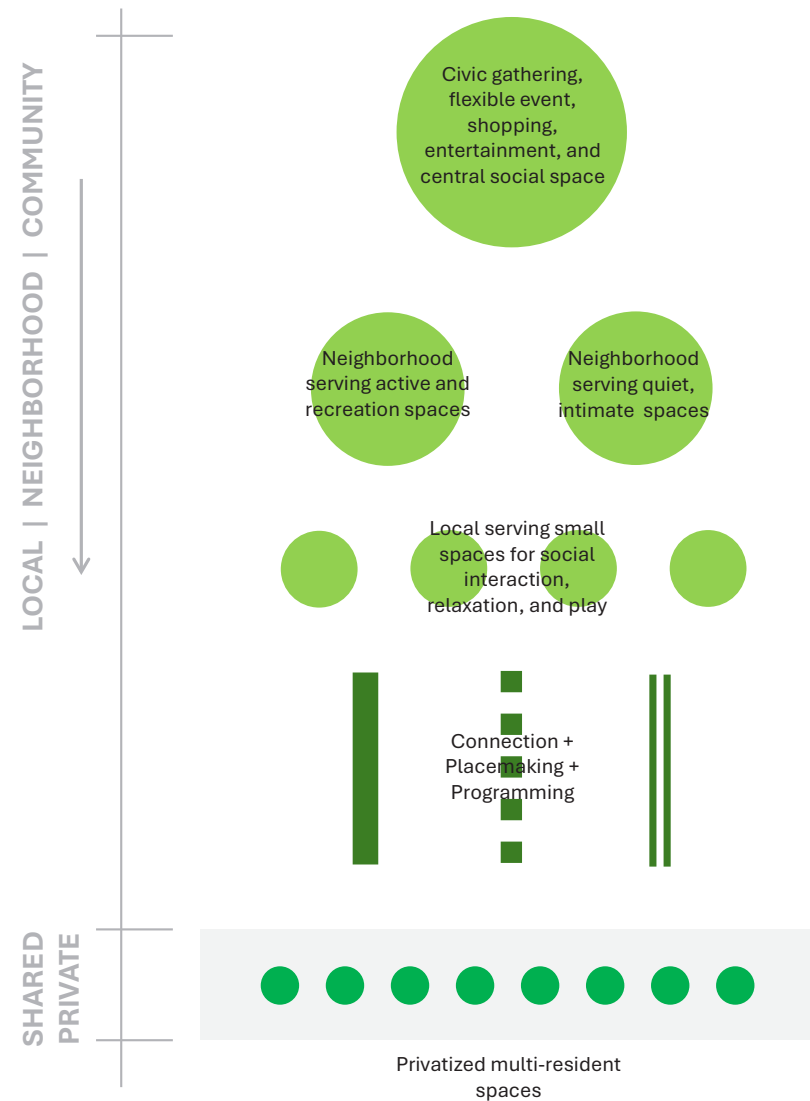 LOCAL | NEIGHBORHOOD | COMMUNITY
Civic gathering,
flexible event,
shopping,
entertainment, and
central social space
Neighborhood
serving active and
recreation spaces
Neighborhood
serving quiet,
intimate spaces
Local serving small
spaces for social
interaction,
relaxation, and play
Connection +
Placemaking +
Programming
SHARED
PRIVATE
Privatized multi-resident
spaces